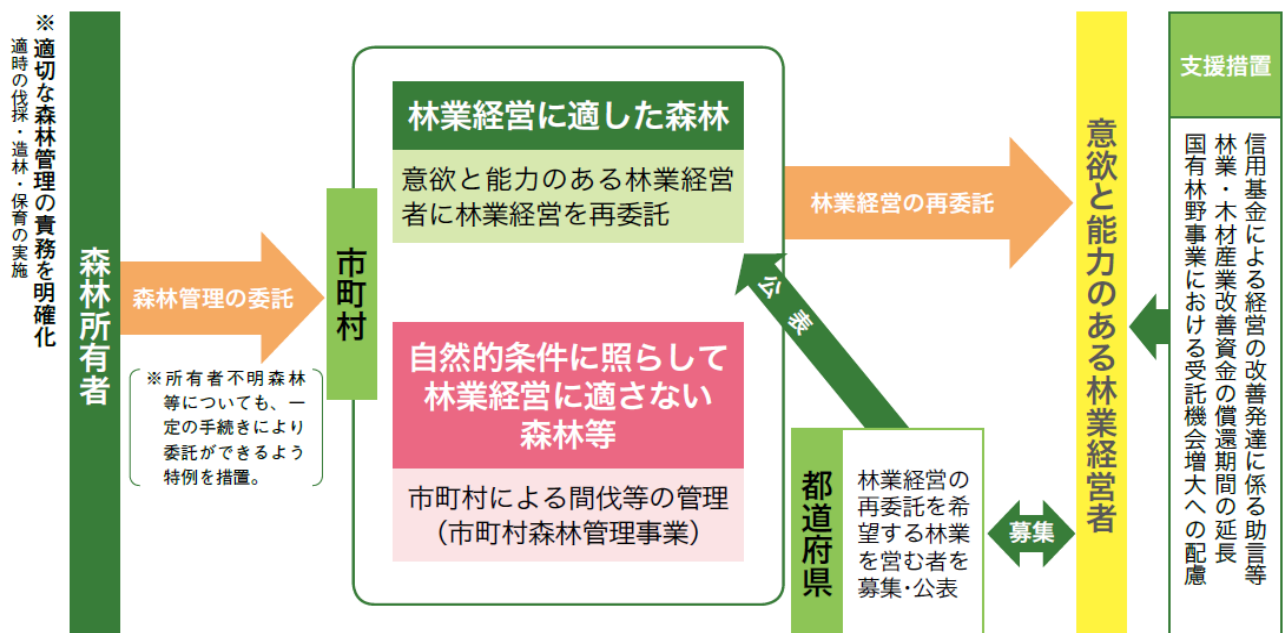 ※適切な森林管理の責務を明確化
適時の伐採・造林・保育の実施
森林所有者
森林管理の委託
※所有者不明森林
等についても、一
定の手続きにより
委託ができるよう
特例を措置。
市町村
林業経営に適した森林
意欲と能力のある林業経営
者に林業経営を再委託
自然的条件に照らして
林業経営に適さない
森林等
市町村による間伐等の管理
（市町村森林管理事業）
林業経営の再委託
公表
都道府県
林業経営の
再委託を希
望する林業
を営む者を
募集・公表
募集
意欲と能力のある林業経営者
支援措置
信用基金による経営の改善発達に係る助言等
林業・木材産業改善資金の償還期間の延長
国有林野事業における受託機会増大への配慮